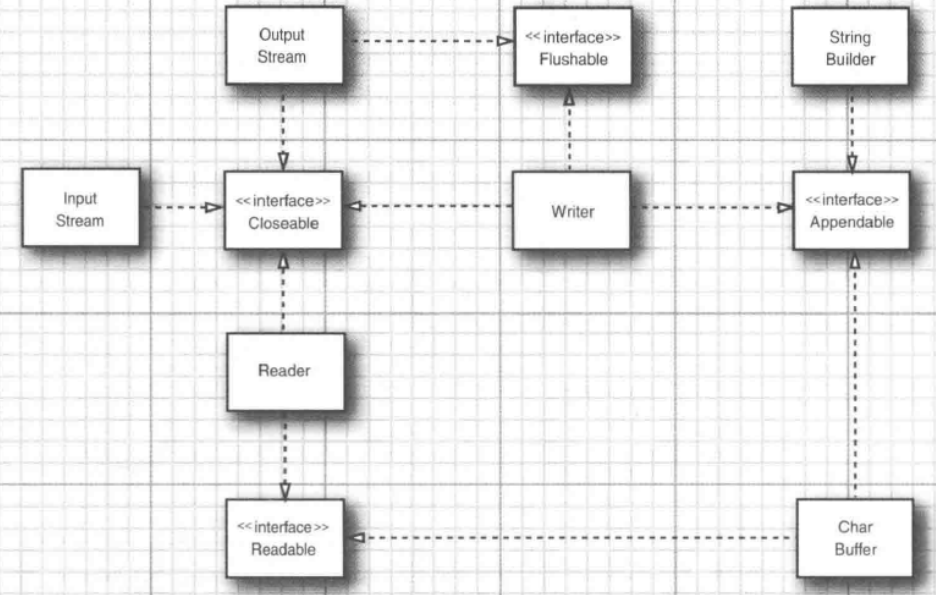 Output
Stream
<<interface>>
Flushable
String
Builder
Input
Stream
<<interface>>
Closeable
Writer
<<interface>>
Appendable
Reader
<<interface>>
Readable
Char
Buffer